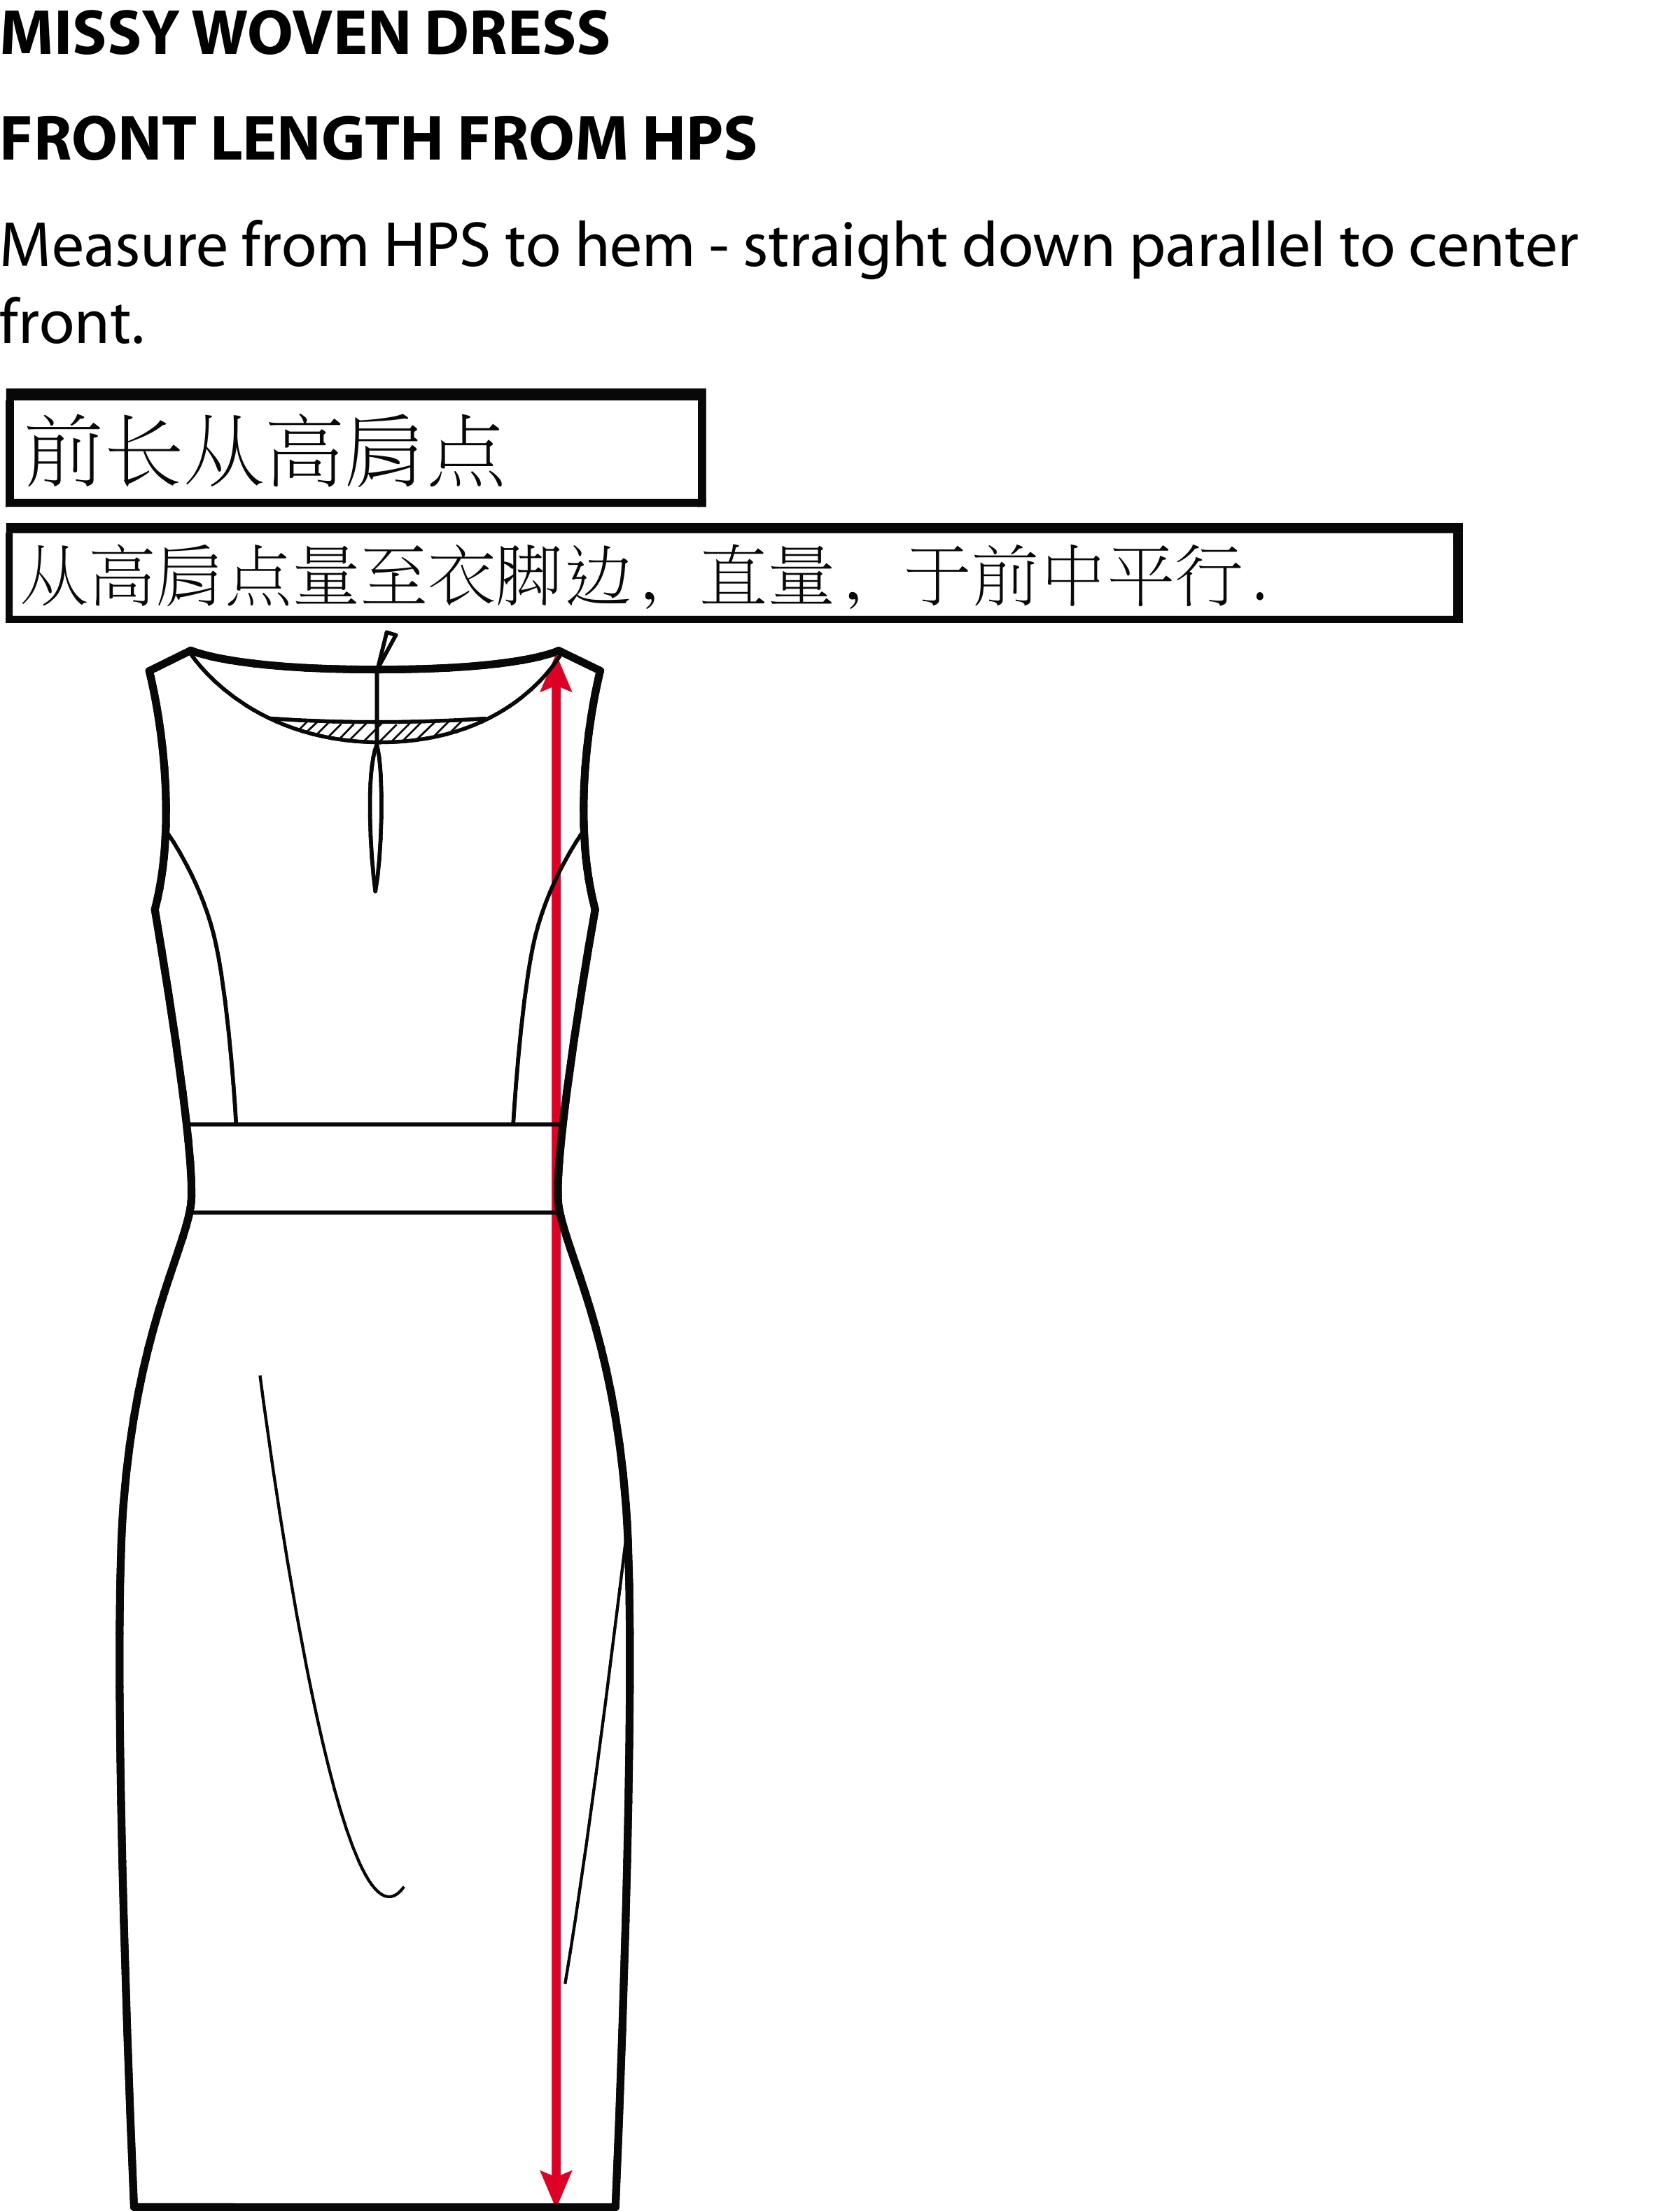 MISSY WOVEN DRESS
FRONT LENGTH FROM HPS
Measure from HPS to hem - straight down parallel to center
front.
前长从高肩点
从高肩点量至衣脚边，直量，于前中平行.